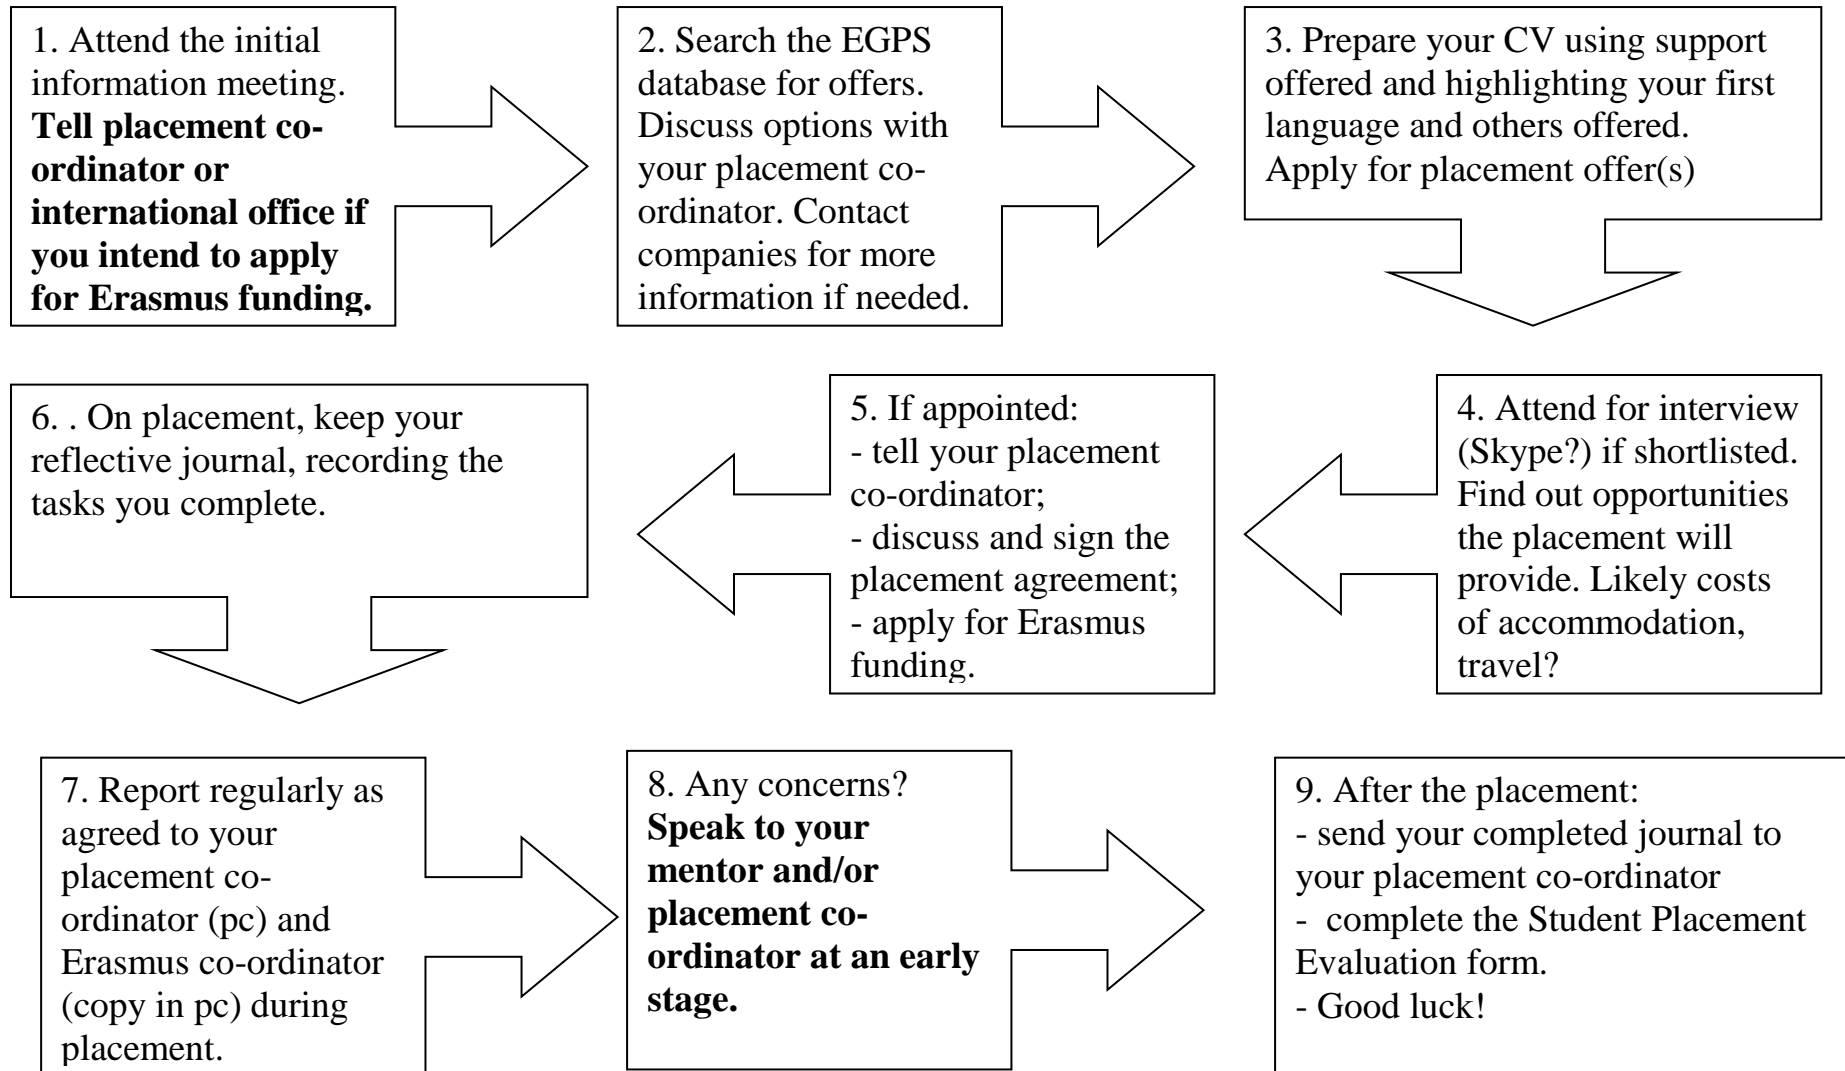 1. Attend the initial
information meeting.
Tell placement co-
ordinator or
international office if
you intend to apply
for Erasmus funding.
2. Search the EGPS
database for offers.
Discuss options with
your placement co-
ordinator. Contact
companies for more
information if needed.
3. Prepare your CV using support
offered and highlighting your first
language and others offered.
Apply for placement offer(s)
4. Attend for interview
(Skype?) if shortlisted.
Find out opportunities
the placement will
provide. Likely costs
of accommodation,
travel?
5. If appointed:
- tell your placement
co-ordinator;
- discuss and sign the
placement agreement;
- apply for Erasmus
funding.
6. . On placement, keep your
reflective journal, recording the
tasks you complete.
7. Report regularly as
agreed to your
placement co-
ordinator (pc) and
Erasmus co-ordinator
(copy in pc) during
placement.
8. Any concerns?
Speak to your
mentor and/or
placement co-
ordinator at an early
stage.
9. After the placement:
- send your completed journal to
your placement co-ordinator
-  complete the Student Placement
Evaluation form.
- Good luck!